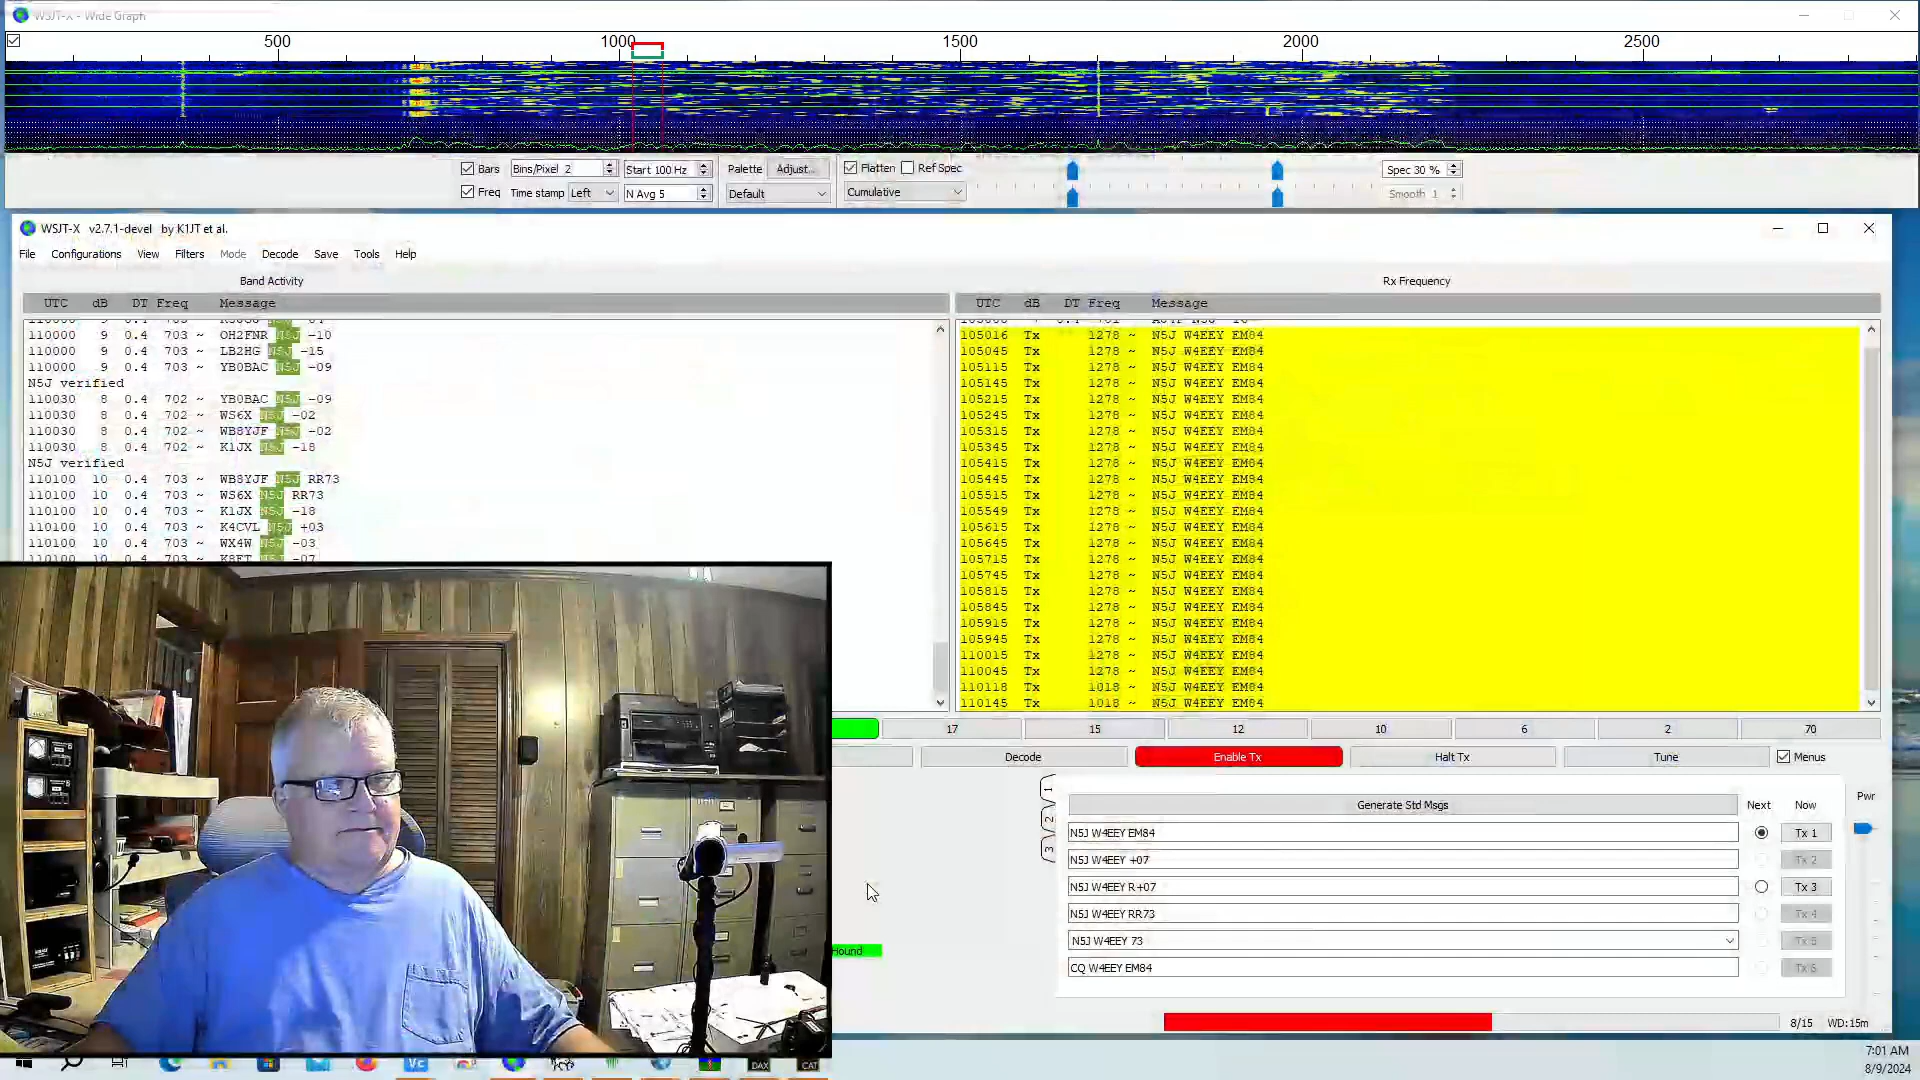 WSJT-X - Wide Graph
500 1000 1500 2000 2500
Bars Bins/Pixel 2 Start 100 Hz Palette Adjust... Flatten Ref Spec Spec 30 %
Freq Time stamp Left N Avg 5 Default Cumulative Smooth 1
WSJT-X v2.7.1-devel by K1JT et al.
File Configurations View Filters Mode Decode Save Tools Help
Band Activity
UTC dB DT Freq Message
110000 9 0.4 703 ~ OH2FNR N5J -10
110000 9 0.4 703 ~ LB2HG N5J -15
110000 9 0.4 703 ~ YB0BAC N5J -09
N5J verified
110030 8 0.4 702 ~ YB0BAC N5J -09
110030 8 0.4 702 ~ WS6X N5J -02
110030 8 0.4 702 ~ WB8YJF N5J -02
110030 8 0.4 702 ~ K1JX N5J -18
N5J verified
110100 10 0.4 703 ~ WB8YJF N5J RR73
110100 10 0.4 703 ~ WS6X N5J RR73
110100 10 0.4 703 ~ K1JX N5J -18
110100 10 0.4 703 ~ K4CVL N5J +03
110100 10 0.4 703 ~ WX4W N5J -03
110100 10 0.4 703 ~ N5J -07
Rx Frequency
UTC dB DT Freq Message
105016 Tx 1278 ~ N5J W4EEY EM84
105045 Tx 1278 ~ N5J W4EEY EM84
105115 Tx 1278 ~ N5J W4EEY EM84
105145 Tx 1278 ~ N5J W4EEY EM84
105215 Tx 1278 ~ N5J W4EEY EM84
105245 Tx 1278 ~ N5J W4EEY EM84
105315 Tx 1278 ~ N5J W4EEY EM84
105345 Tx 1278 ~ N5J W4EEY EM84
105415 Tx 1278 ~ N5J W4EEY EM84
105445 Tx 1278 ~ N5J W4EEY EM84
105515 Tx 1278 ~ N5J W4EEY EM84
105549 Tx 1278 ~ N5J W4EEY EM84
105615 Tx 1278 ~ N5J W4EEY EM84
105645 Tx 1278 ~ N5J W4EEY EM84
105715 Tx 1278 ~ N5J W4EEY EM84
105745 Tx 1278 ~ N5J W4EEY EM84
105815 Tx 1278 ~ N5J W4EEY EM84
105845 Tx 1278 ~ N5J W4EEY EM84
105915 Tx 1278 ~ N5J W4EEY EM84
105945 Tx 1278 ~ N5J W4EEY EM84
110015 Tx 1278 ~ N5J W4EEY EM84
110045 Tx 1278 ~ N5J W4EEY EM84
110118 Tx 1018 ~ N5J W4EEY EM84
110145 Tx 1018 ~ N5J W4EEY EM84
17 15 12 10 6 2 70
Decode Enable Tx Halt Tx Tune Menus
1
2
3
Generate Std Msgs Next Now Pwr
N5J W4EEY EM84 Tx 1
N5J W4EEY +07 Tx 2
N5J W4EEY R+07 Tx 3
N5J W4EEY RR73 Tx 4
N5J W4EEY 73 Tx 5
CQ W4EEY EM84 Tx 6
Hound
8/15 WD:15m
Vc
DAX
CAT
7:01 AM
8/9/2024